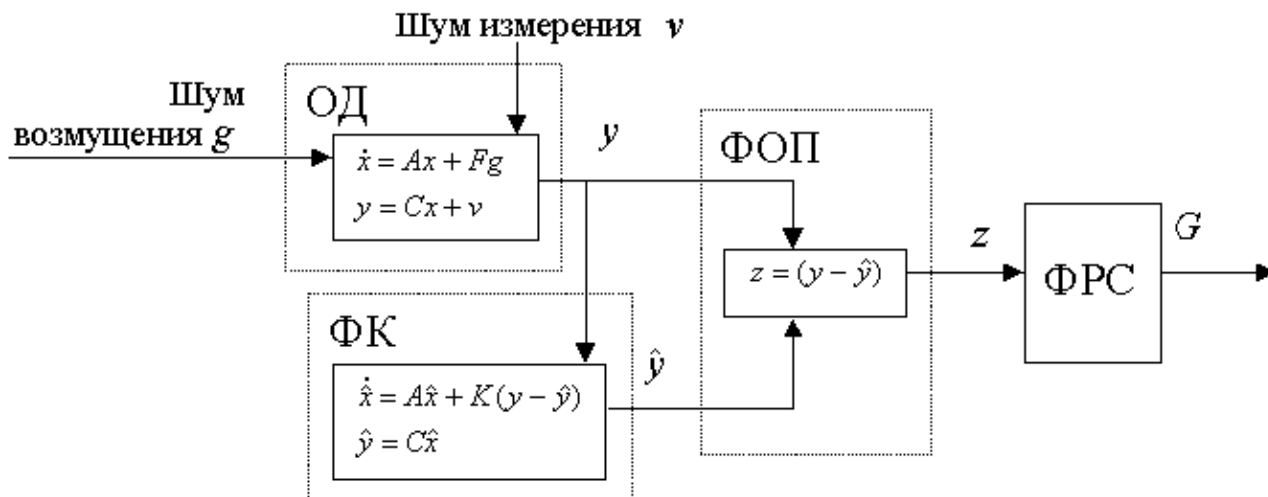 Шум измерения v
Шум
возмущения g
ОД
ẋ = Ax + Fg
y = Cx + v
y
ФОП
z = (y − ŷ)
z
ФРС
G
ФК
x̂̇ = Ax̂ + K(y − ŷ)
ŷ = Cx̂
ŷ